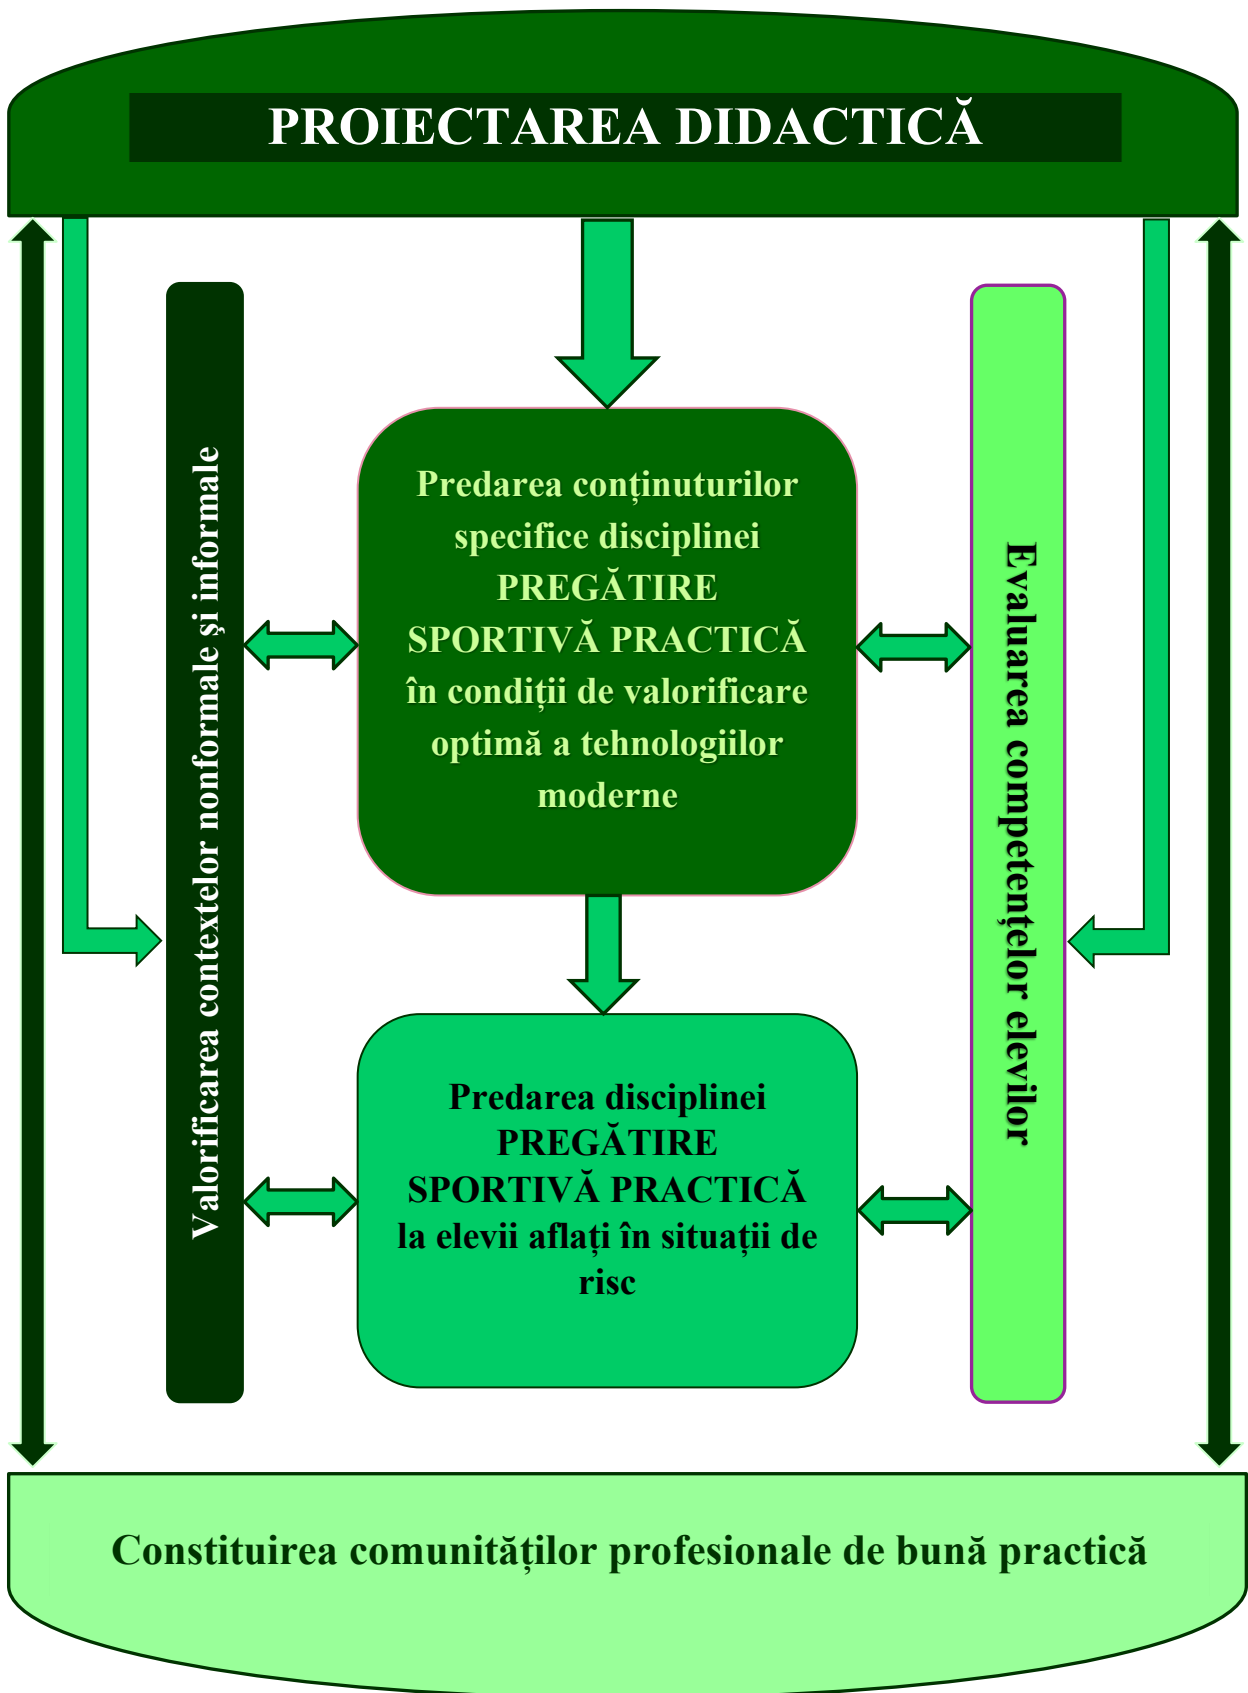 PROIECTAREA DIDACTICĂ
Valorificarea contextelor nonformale şi informale
Predarea conținuturilor
specifice disciplinei
PREGĂTIRE
SPORTIVĂ PRACTICĂ
în condiții de valorificare
optimă a tehnologiilor
moderne
Evaluarea competențelor elevilor
Predarea disciplinei
PREGĂTIRE
SPORTIVĂ PRACTICĂ
la elevii aflați în situații de
risc
Constituirea comunităților profesionale de bună practică